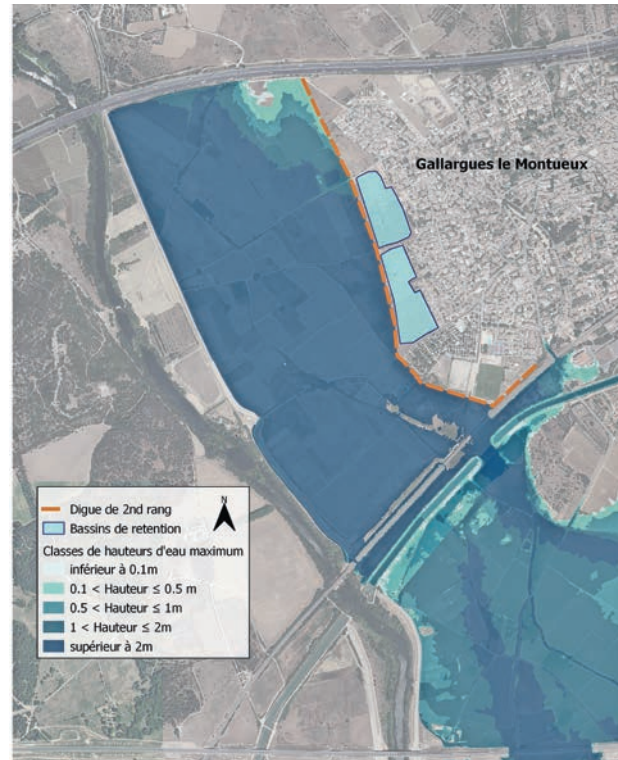 Gallargues le Montueux
N
Digue de 2nd rang
Bassins de retention
Classes de hauteurs d'eau maximum
inférieur à 0.1m
0.1 < Hauteur ≤ 0.5 m
0.5 < Hauteur ≤ 1m
1 < Hauteur ≤ 2m
supérieur à 2m